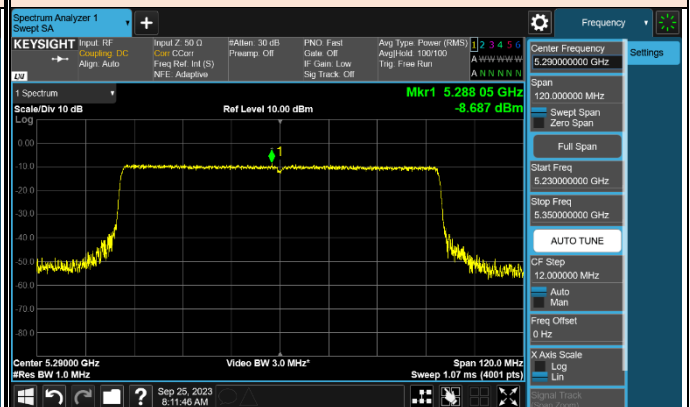 Spectrum Analyzer 1
Swept SA
Frequency
KEYSIGHT Input: RF
Coupling: DC
Align: Auto
Input Z: 50 Ω
Corr CCorr
Freq Ref: Int (S)
NFE: Adaptive
#Atten: 30 dB
Preamp: Off
PNO: Fast
Gate: Off
IF Gain: Low
Sig Track: Off
Avg Type: Power (RMS)
Avg|Hold: 100/100
Trig: Free Run
1 2 3 4 5 6
A W W W W W
A N N N N N
LXI
Center Frequency
5.290000000 GHz
Settings
Span
120.000000 MHz
Swept Span
Zero Span
Full Span
Start Freq
5.230000000 GHz
Stop Freq
5.350000000 GHz
AUTO TUNE
CF Step
12.000000 MHz
Auto
Man
Freq Offset
0 Hz
X Axis Scale
Log
Lin
Signal Track
(Span Zoom)
1 Spectrum
Scale/Div 10 dB
Log
Ref Level 10.00 dBm
Mkr1 5.288 05 GHz
-8.687 dBm
1
0.00
-10.0
-20.0
-30.0
-40.0
-50.0
-60.0
-70.0
-80.0
Center 5.29000 GHz
#Res BW 1.0 MHz
Video BW 3.0 MHz*
Span 120.0 MHz
Sweep 1.07 ms (4001 pts)
?
Sep 25, 2023
8:11:46 AM